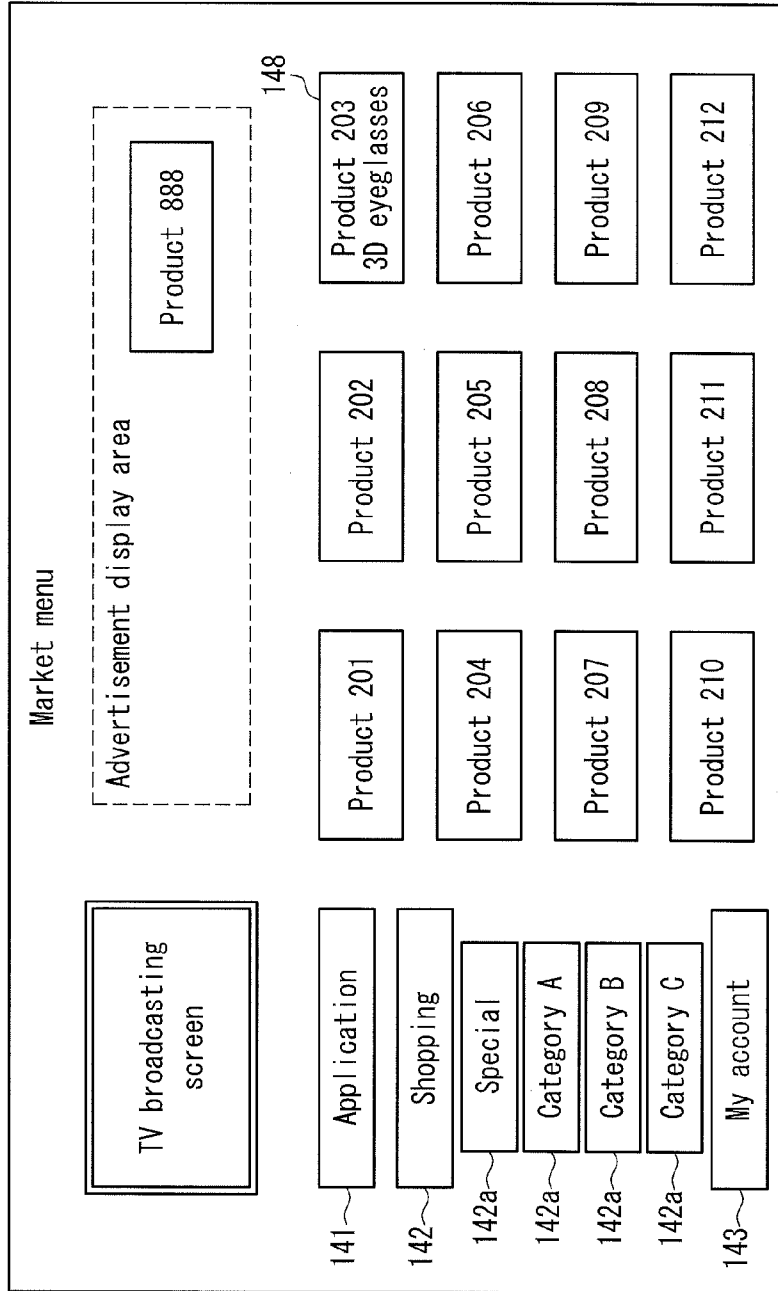 Market menu
TV broadcasting
screen
Advertisement display area
Product 888
141
Application
142
Shopping
142a
Special
142a
Category A
142a
Category B
142a
Category C
143
My account
Product 201
Product 202
Product 203
3D eyeglasses
148
Product 204
Product 205
Product 206
Product 207
Product 208
Product 209
Product 210
Product 211
Product 212